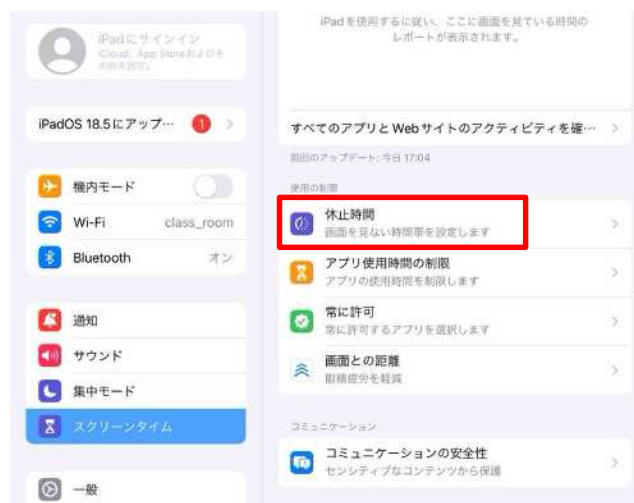 iPadにサインイン
iCloud、App Storeおよびそ
の他を設定。
iPadOS 18.5にアップ… 1
機内モード
Wi-Fi class_room
Bluetooth オン
通知
サウンド
集中モード
スクリーンタイム
一般
iPadを使用するに従い、ここに画面を見ている時間の
レポートが表示されます。
すべてのアプリとWebサイトのアクティビティを確…
前回のアップデート: 今日 17:04
使用の制限
休止時間
画面を見ない時間帯を設定します
アプリ使用時間の制限
アプリの使用時間を制限します
常に許可
常に許可するアプリを選択します
画面との距離
眼精疲労を軽減
コミュニケーション
コミュニケーションの安全性
センシティブなコンテンツから保護